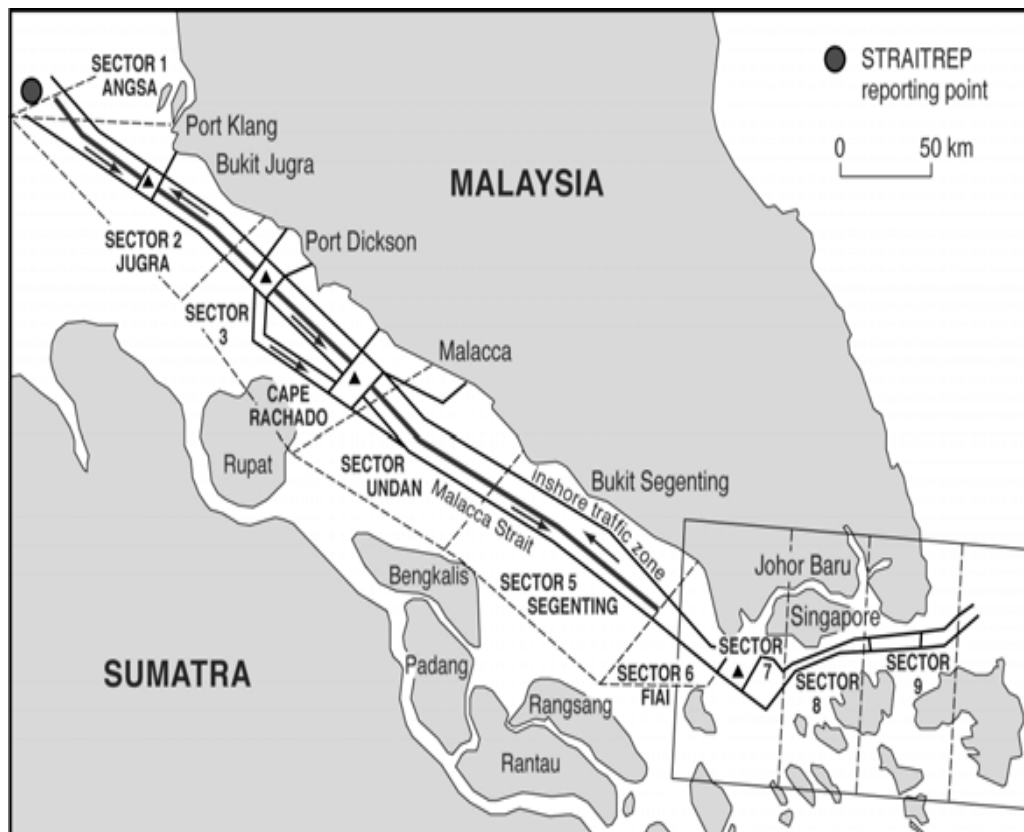 SECTOR 1
ANGSA
STRAITREP
reporting point
0 50 km
Port Klang
Bukit Jugra
MALAYSIA
SECTOR 2
JUGRA
Port Dickson
SECTOR
3
Malacca
CAPE
RACHADO
Rupat
SECTOR
UNDAN
Malacca Strait
inshore traffic zone
Bukit Segenting
Bengkalis
SECTOR 5
SEGENTING
Johor Baru
Singapore
SUMATRA
Padang
SECTOR 6
FIAI
SECTOR
7
SECTOR
8
SECTOR
9
Rangsang
Rantau